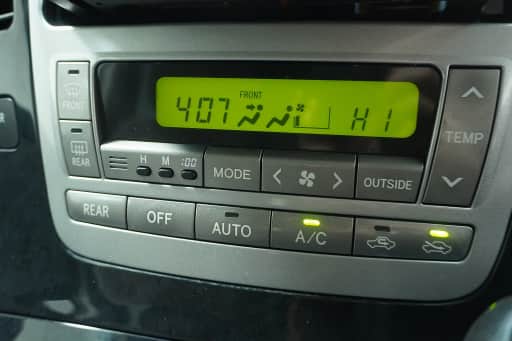 FRONT
407 HI
FRONT
REAR
H M :00
MODE
OUTSIDE
TEMP
REAR
OFF
AUTO
A/C